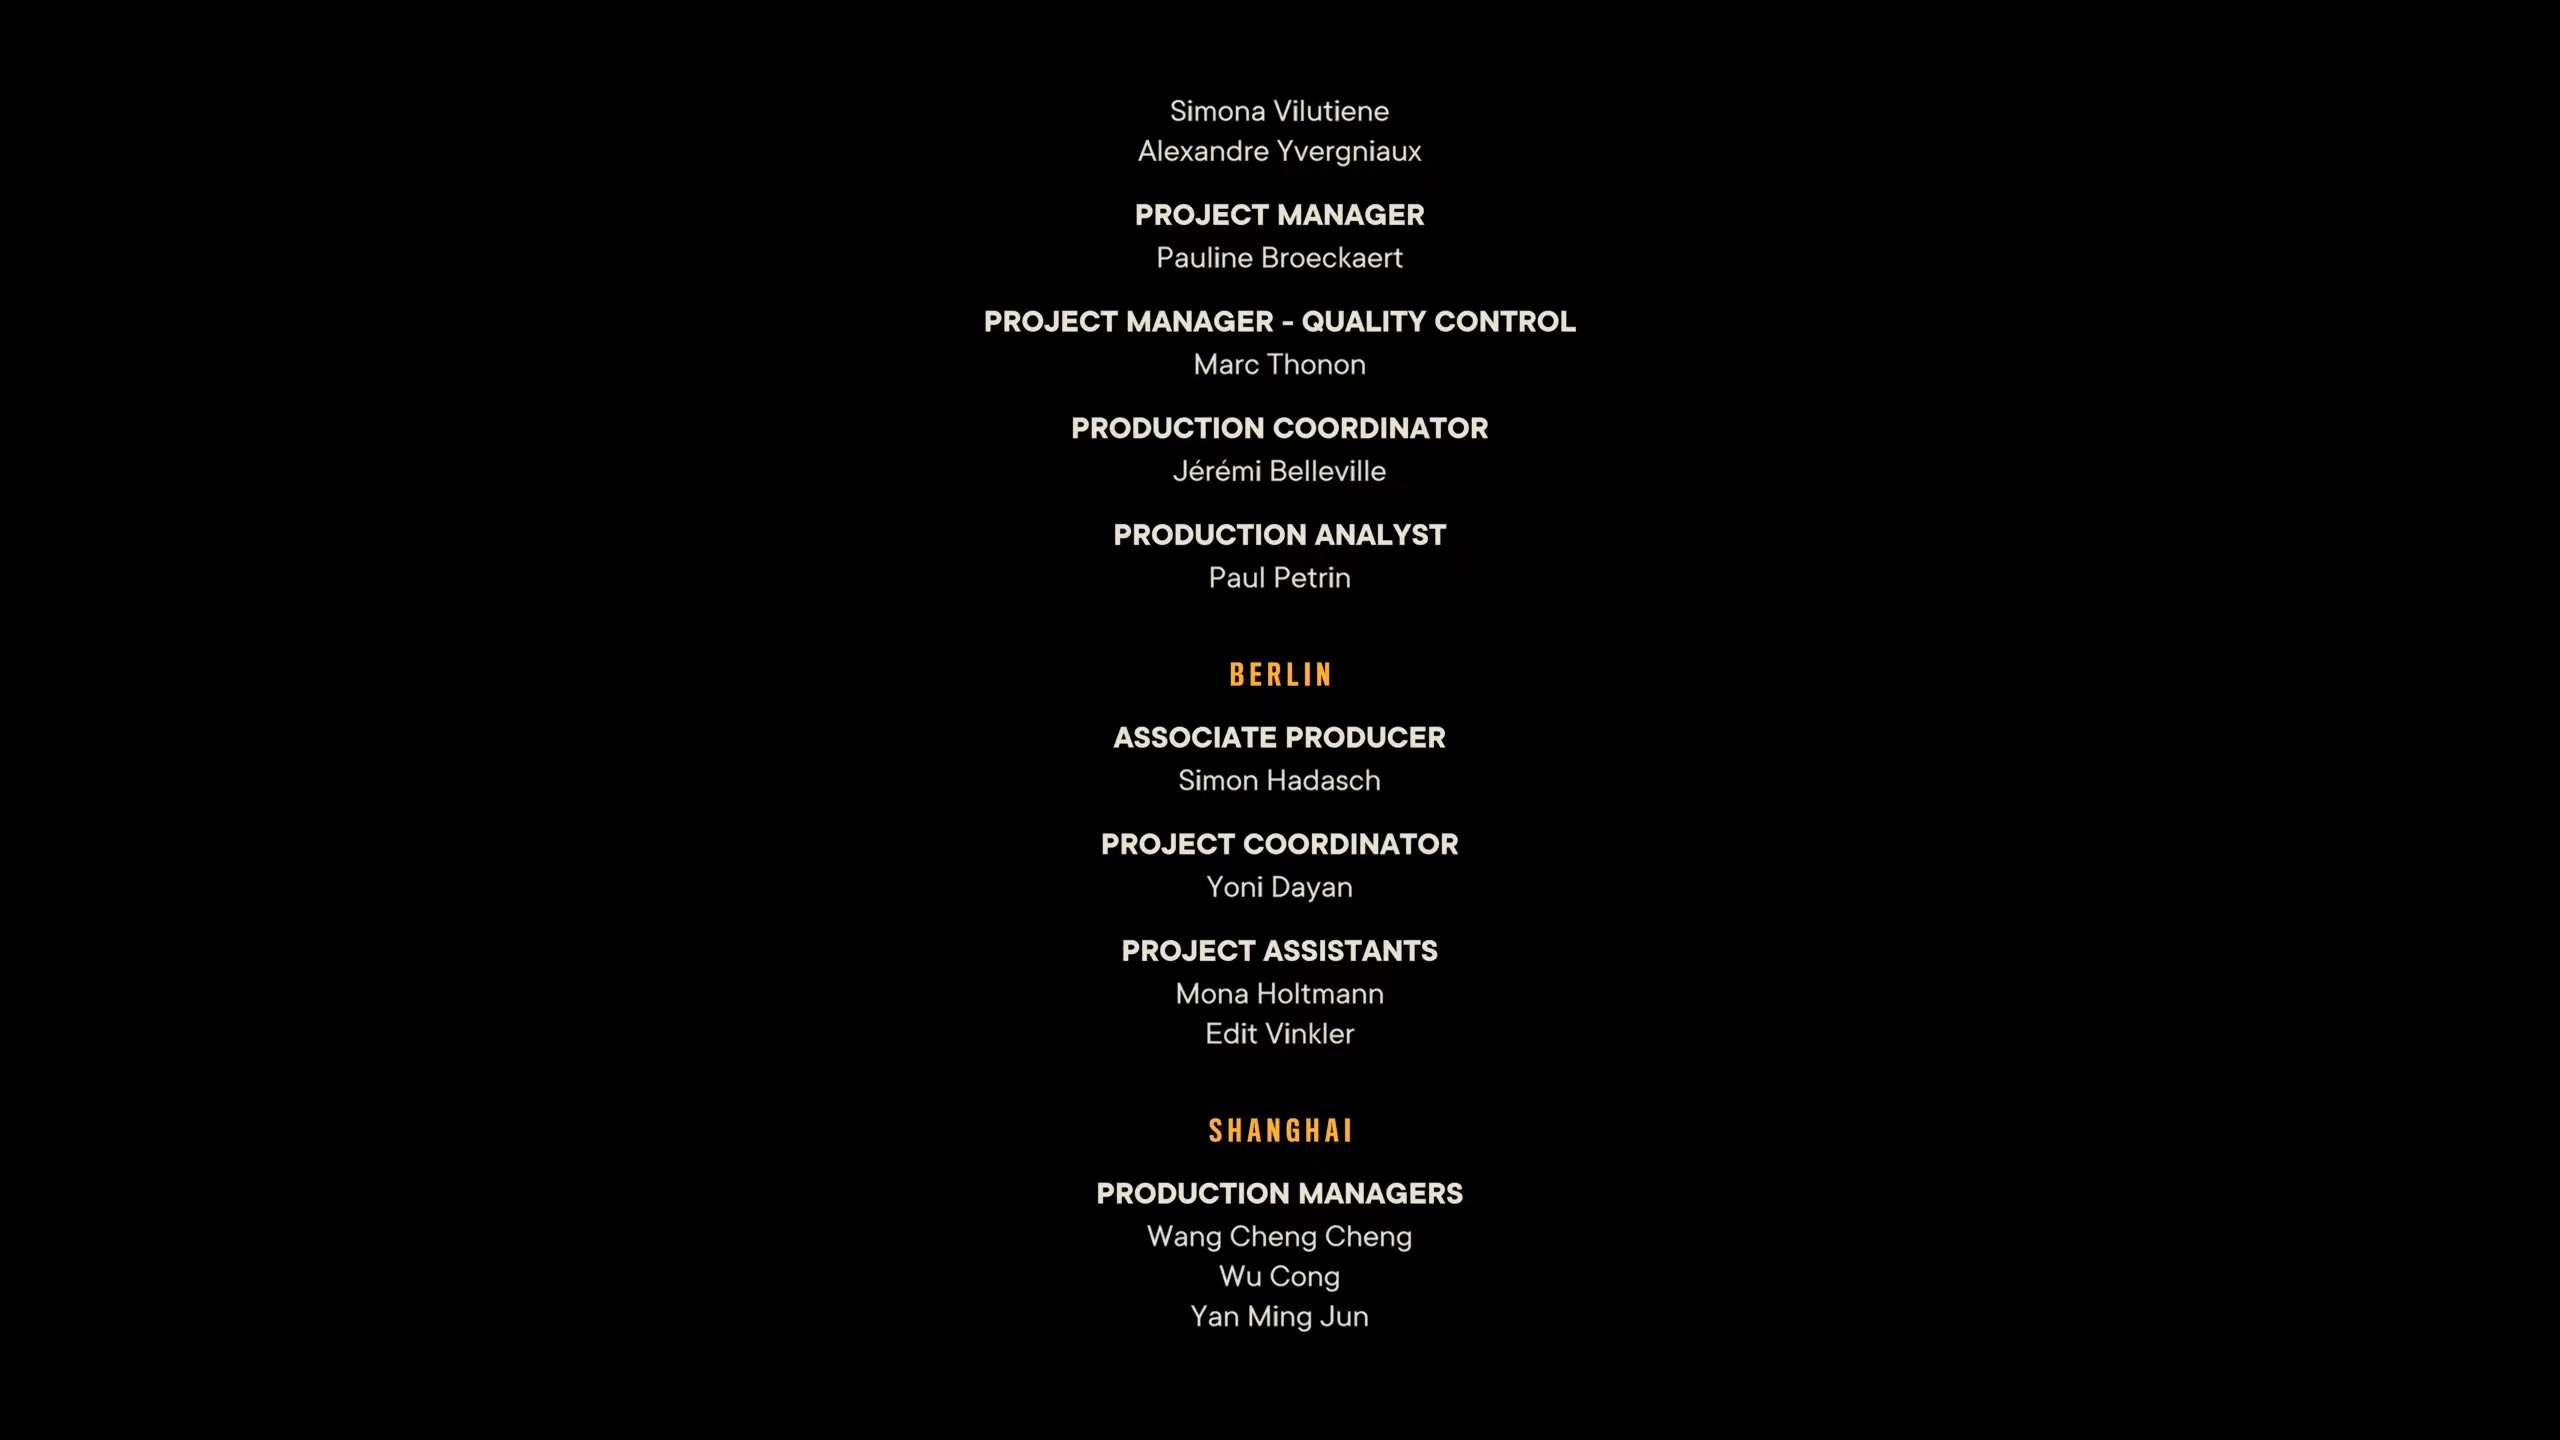 Simona Vilutiene
Alexandre Yvergniaux
PROJECT MANAGER
Pauline Broeckaert
PROJECT MANAGER - QUALITY CONTROL
Marc Thonon
PRODUCTION COORDINATOR
Jérémi Belleville
PRODUCTION ANALYST
Paul Petrin
BERLIN
ASSOCIATE PRODUCER
Simon Hadasch
PROJECT COORDINATOR
Yoni Dayan
PROJECT ASSISTANTS
Mona Holtmann
Edit Vinkler
SHANGHAI
PRODUCTION MANAGERS
Wang Cheng Cheng
Wu Cong
Yan Ming Jun